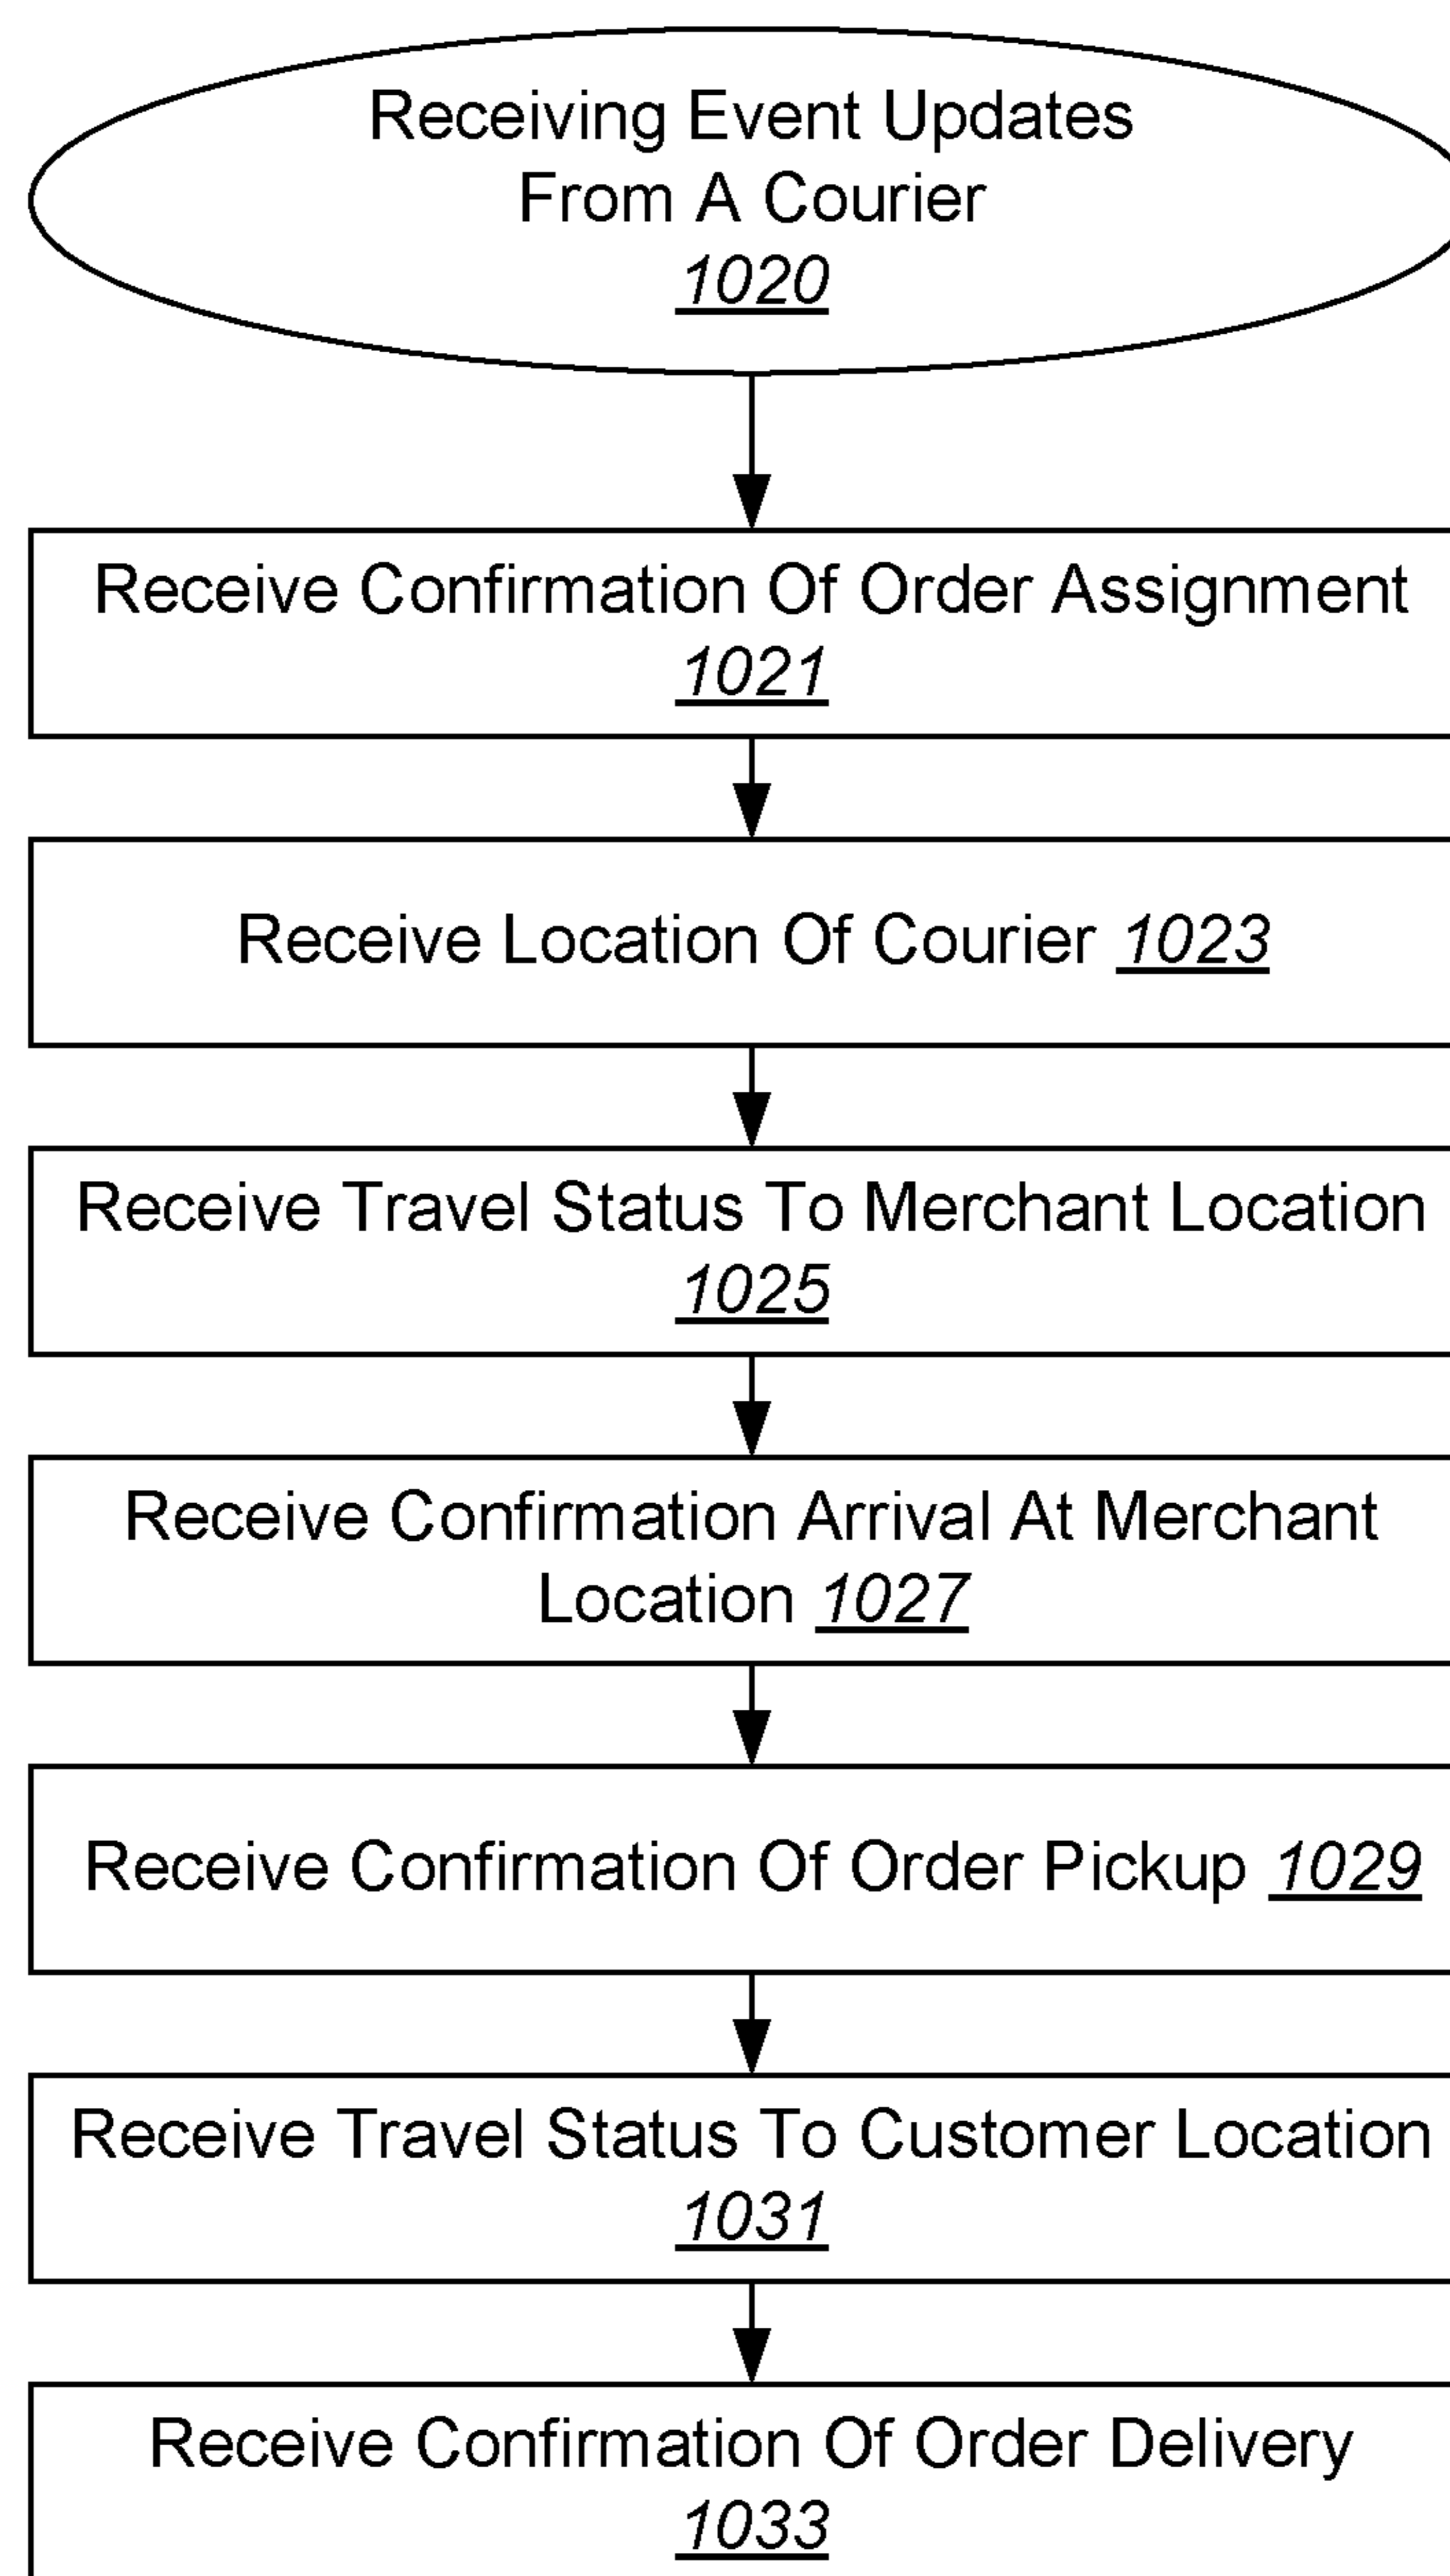 Receiving Event Updates
From A Courier
1020
Receive Confirmation Of Order Assignment
1021
Receive Location Of Courier 1023
Receive Travel Status To Merchant Location
1025
Receive Confirmation Arrival At Merchant
Location 1027
Receive Confirmation Of Order Pickup 1029
Receive Travel Status To Customer Location
1031
Receive Confirmation Of Order Delivery
1033